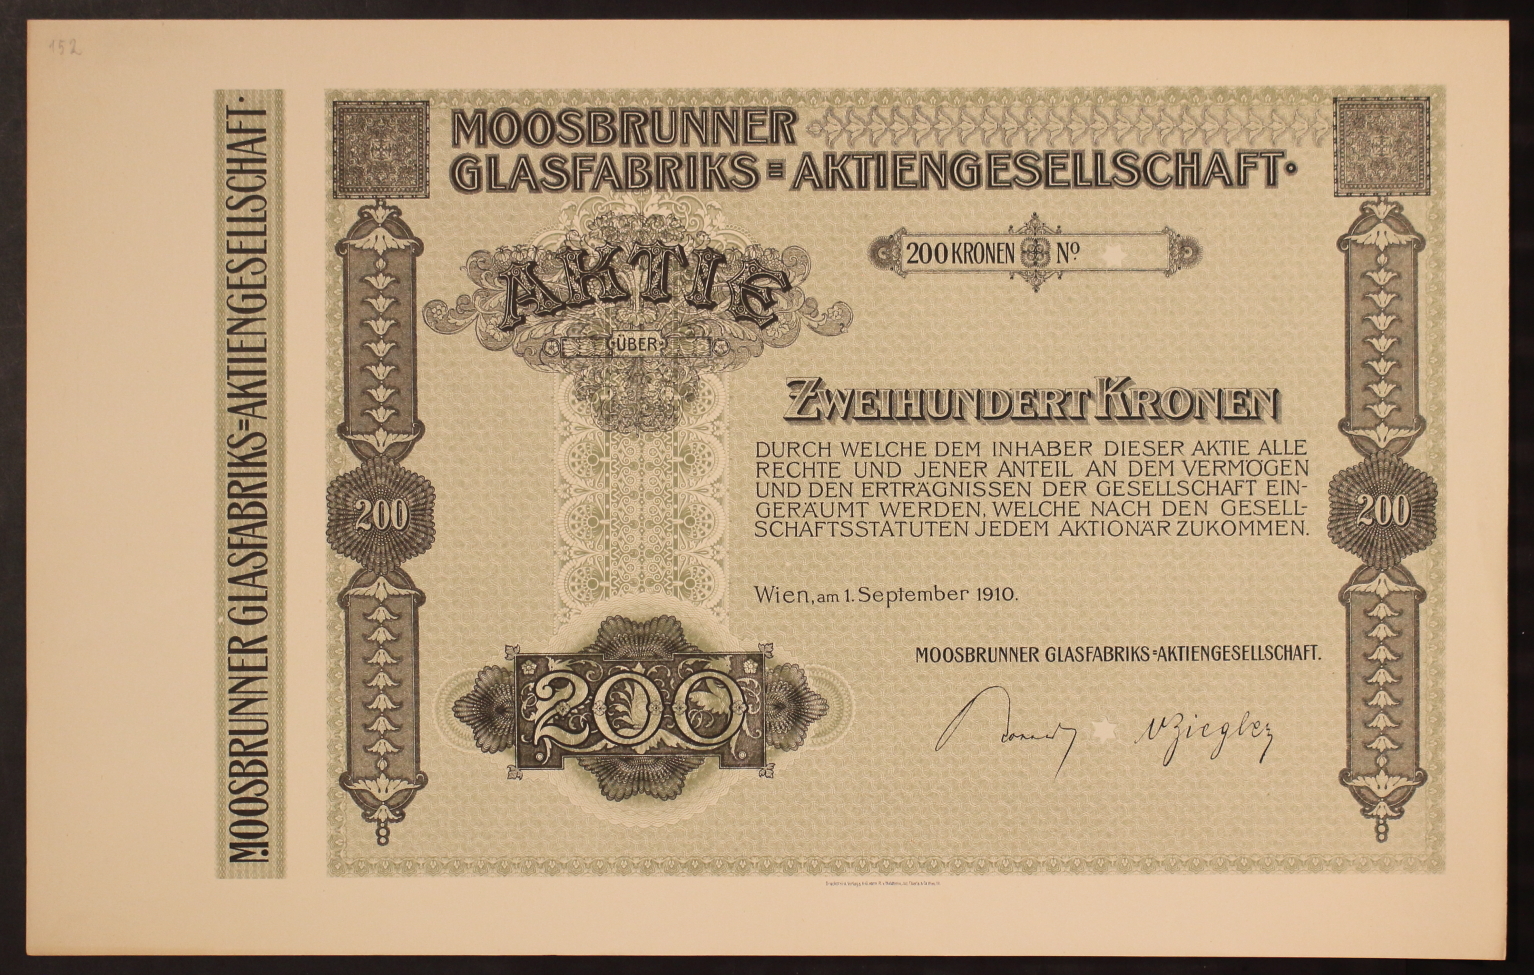 152
MOOSBRUNNER GLASFABRIKS=AKTIENGESELLSCHAFT.
MOOSBRUNNER
GLASFABRIKS=AKTIENGESELLSCHAFT.
AKTIE
ÜBER
200 KRONEN Nº
ZWEIHUNDERT KRONEN
DURCH WELCHE DEM INHABER DIESER AKTIE ALLE
RECHTE UND JENER ANTEIL AN DEM VERMÖGEN
UND DEN ERTRÄGNISSEN DER GESELLSCHAFT EIN-
GERÄUMT WERDEN, WELCHE NACH DEN GESELL-
SCHAFTSSTATUTEN JEDEM AKTIONÄR ZUKOMMEN.
200
200
Wien, am 1. September 1910.
MOOSBRUNNER GLASFABRIKS=AKTIENGESELLSCHAFT.
200
VZiegler